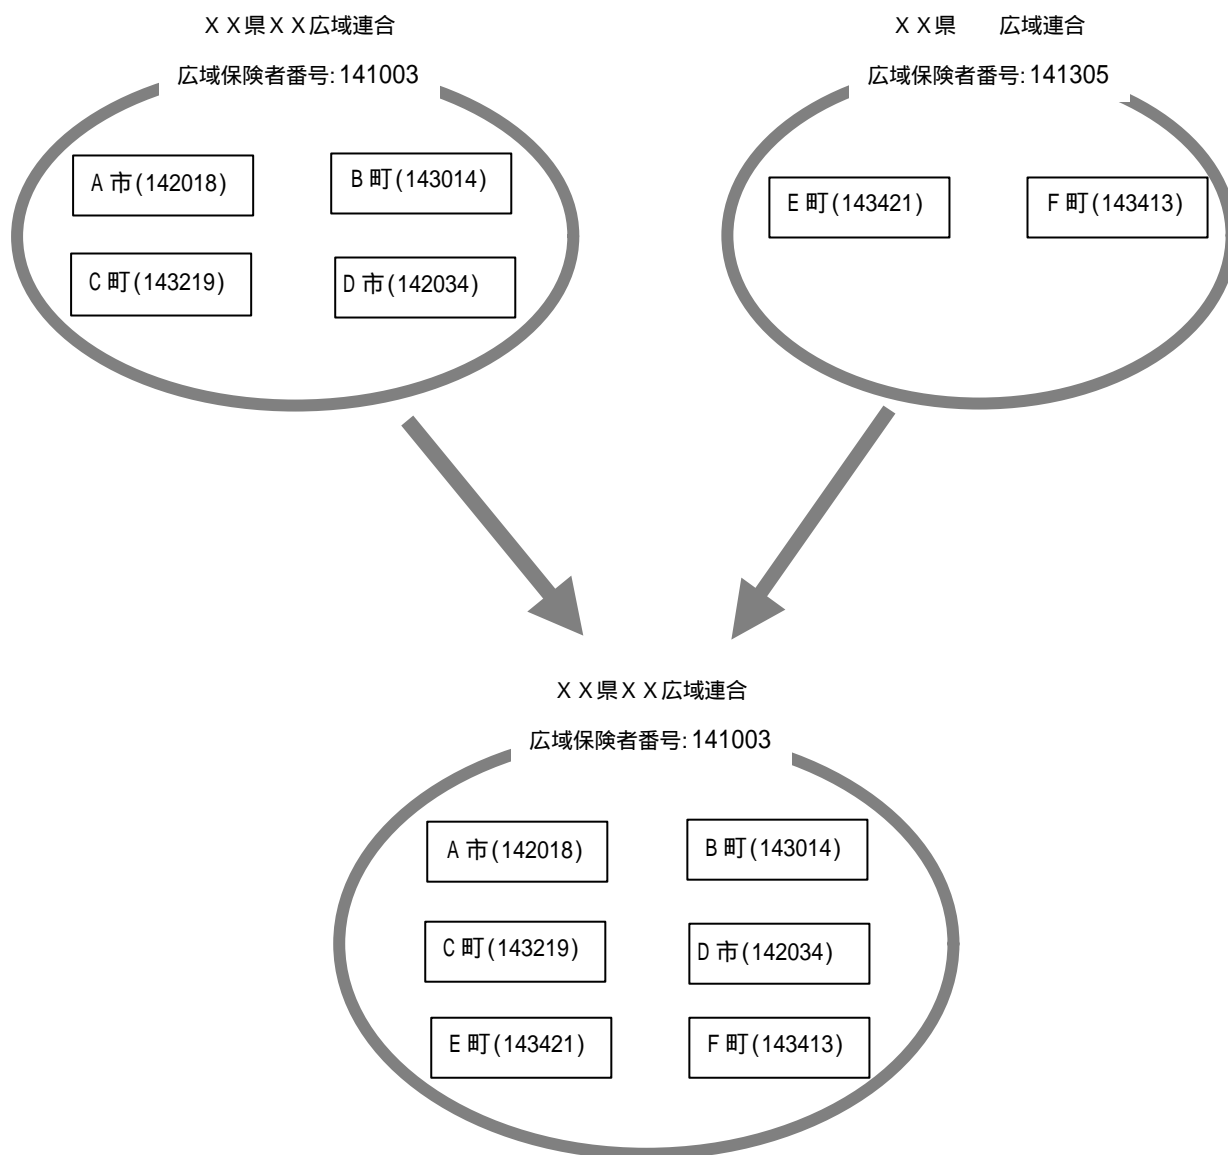 ＸＸ県ＸＸ広域連合
広域保険者番号:141003
A市(142018)
B町(143014)
C町(143219)
D市(142034)
ＸＸ県　　広域連合
広域保険者番号:141305
E町(143421)
F町(143413)
ＸＸ県ＸＸ広域連合
広域保険者番号:141003
A市(142018)
B町(143014)
C町(143219)
D市(142034)
E町(143421)
F町(143413)